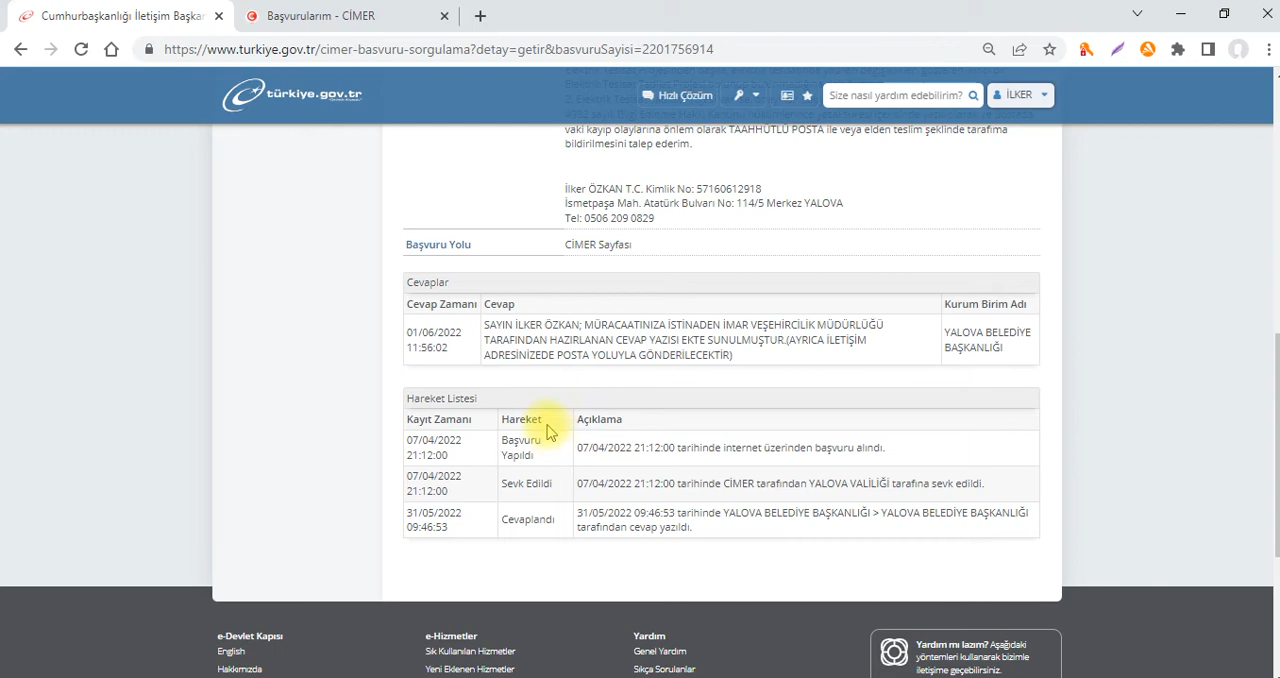 Cumhurbaşkanlığı İletişim Başkan
Başvurularım - CİMER
https://www.turkiye.gov.tr/cimer-basvuru-sorgulama?detay=getir&basvuruSayisi=2201756914
türkiye.gov.tr
Hızlı Çözüm
Size nasıl yardım edebilirim?
İLKER
vaki kayıp olaylarına önlem olarak TAAHHÜTLÜ POSTA ile veya elden teslim şeklinde tarafıma
bildirilmesini talep ederim.
İlker ÖZKAN T.C. Kimlik No: 57160612918
İsmetpaşa Mah. Atatürk Bulvarı No: 114/5 Merkez YALOVA
Tel: 0506 209 0829
Başvuru Yolu
CİMER Sayfası
Cevaplar
Cevap Zamanı Cevap Kurum Birim Adı
01/06/2022
11:56:02
SAYIN İLKER ÖZKAN; MÜRACAATINIZA İSTİNADEN İMAR VEŞEHİRCİLİK MÜDÜRLÜĞÜ
TARAFINDAN HAZIRLANAN CEVAP YAZISI EKTE SUNULMUŞTUR.(AYRICA İLETİŞİM
ADRESİNİZEDE POSTA YOLUYLA GÖNDERİLECEKTİR)
YALOVA BELEDİYE
BAŞKANLIĞI
Hareket Listesi
Kayıt Zamanı Hareket Açıklama
07/04/2022
21:12:00
Başvuru
Yapıldı
07/04/2022 21:12:00 tarihinde internet üzerinden başvuru alındı.
07/04/2022
21:12:00
Sevk Edildi
07/04/2022 21:12:00 tarihinde CİMER tarafından YALOVA VALİLİĞİ tarafına sevk edildi.
31/05/2022
09:46:53
Cevaplandı
31/05/2022 09:46:53 tarihinde YALOVA BELEDİYE BAŞKANLIĞI > YALOVA BELEDİYE BAŞKANLIĞI
tarafından cevap yazıldı.
e-Devlet Kapısı
English
Hakkımızda
e-Hizmetler
Sık Kullanılan Hizmetler
Yeni Eklenen Hizmetler
Yardım
Genel Yardım
Sıkça Sorulanlar
Yardım mı lazım? Aşağıdaki
yöntemleri kullanarak bizimle
iletişime geçebilirsiniz.